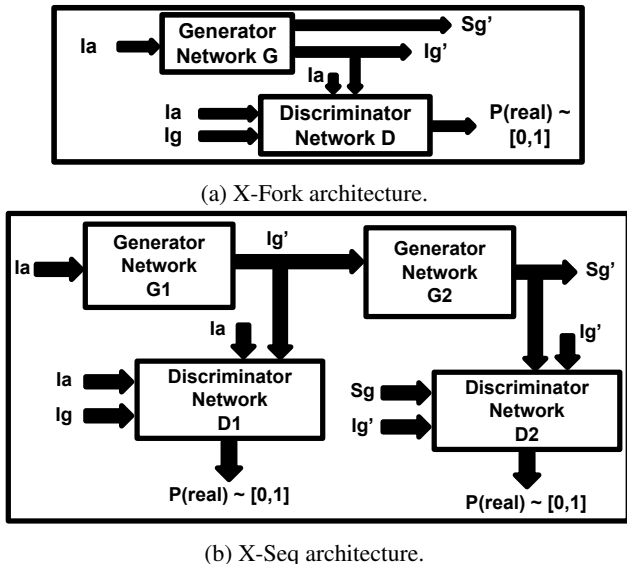 Sg'
Generator
Network G
Ia
Ig'
Ia
Ia
Ig
Discriminator
Network D
P(real) ~
[0,1]
(a) X-Fork architecture.
Generator
Network
G1
Ia
Ig'
Generator
Network
G2
Sg'
Ia
Ig'
Ia
Ig
Discriminator
Network
D1
Sg
Ig'
Discriminator
Network
D2
P(real) ~ [0,1]
P(real) ~ [0,1]
(b) X-Seq architecture.